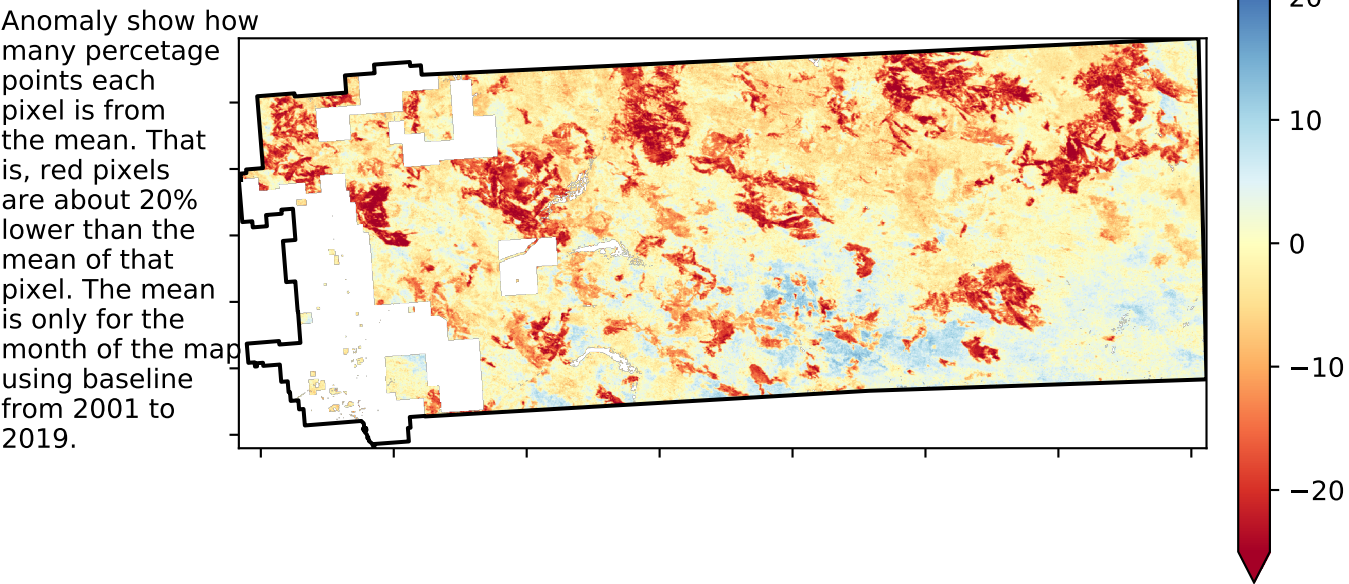 Anomaly show how
many percetage
points each
pixel is from
the mean. That
is, red pixels
are about 20%
lower than the
mean of that
pixel. The mean
is only for the
month of the map
using baseline
from 2001 to
2019.
20
10
0
−10
−20